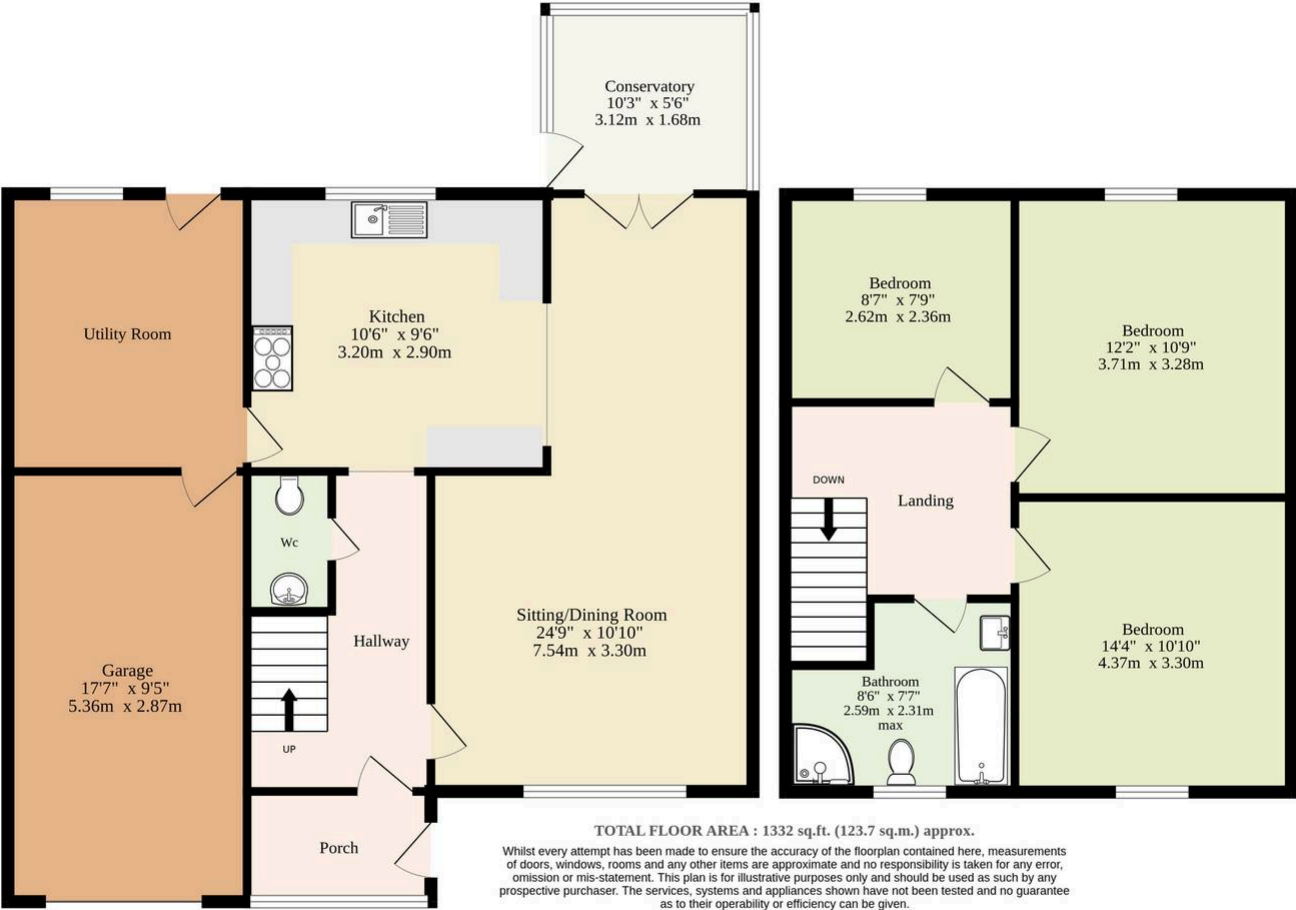 Conservatory
10'3" x 5'6"
3.12m x 1.68m
Utility Room
Kitchen
10'6" x 9'6"
3.20m x 2.90m
Wc
Hallway
UP
Garage
17'7" x 9'5"
5.36m x 2.87m
Porch
Sitting/Dining Room
24'9" x 10'10"
7.54m x 3.30m
Bedroom
8'7" x 7'9"
2.62m x 2.36m
Bedroom
12'2" x 10'9"
3.71m x 3.28m
DOWN
Landing
Bedroom
14'4" x 10'10"
4.37m x 3.30m
Bathroom
8'6" x 7'7"
2.59m x 2.31m
max
TOTAL FLOOR AREA : 1332 sq.ft. (123.7 sq.m.) approx.
Whilst every attempt has been made to ensure the accuracy of the floorplan contained here, measurements
of doors, windows, rooms and any other items are approximate and no responsibility is taken for any error,
omission or mis-statement. This plan is for illustrative purposes only and should be used as such by any
prospective purchaser. The services, systems and appliances shown have not been tested and no guarantee
as to their operability or efficiency can be given.